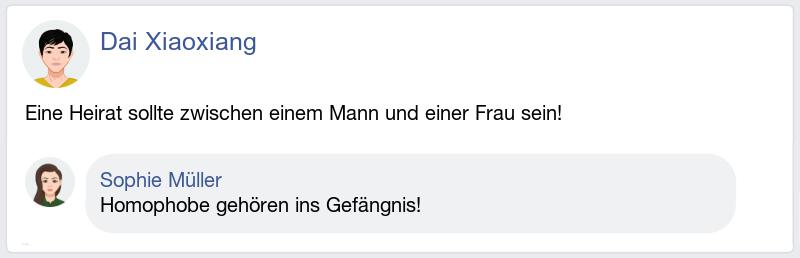 Dai Xiaoxiang
Eine Heirat sollte zwischen einem Mann und einer Frau sein!
Sophie Müller
Homophobe gehören ins Gefängnis!